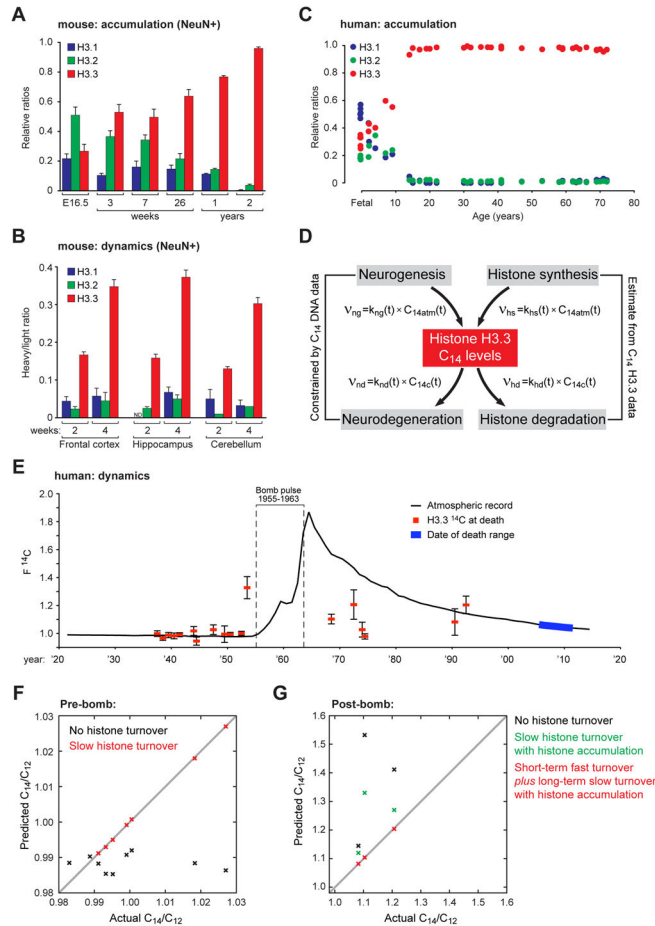 A mouse: accumulation (NeuN+)
H3.1
H3.2
H3.3
Relative ratios
1.0
0.8
0.6
0.4
0.2
0
E16.5 3 7 26 1 2
weeks years
B mouse: dynamics (NeuN+)
H3.1
H3.2
H3.3
Heavy/light ratio
0.4
0.3
0.2
0.1
0
ND
weeks: 2 4 2 4 2 4
Frontal cortex Hippocampus Cerebellum
C human: accumulation
H3.1
H3.2
H3.3
Relative ratios
1.0
0.8
0.6
0.4
0.2
0
Fetal 10 20 30 40 50 60 70 80
Age (years)
D
Constrained by C14 DNA data
Neurogenesis Histone synthesis
νng=kng(t) × C14atm(t) νhs=khs(t) × C14atm(t)
Histone H3.3
C14 levels
νnd=knd(t) × C14c(t) νhd=khd(t) × C14c(t)
Neurodegeneration Histone degradation
Estimate from C14 H3.3 data
E human: dynamics
Bomb pulse
1955-1963
Atmospheric record
H3.3 ¹⁴C at death
Date of death range
F ¹⁴C
2.0
1.8
1.6
1.4
1.2
1.0
year: '20 '30 '40 '50 '60 '70 '80 '90 '00 '10 '20
F Pre-bomb:
No histone turnover
Slow histone turnover
Predicted C14/C12
1.03
1.02
1.01
1.00
0.99
0.98
0.98 0.99 1.00 1.01 1.02 1.03
Actual C14/C12
G Post-bomb:
No histone turnover
Slow histone turnover
with histone accumulation
Short-term fast turnover
plus long-term slow turnover
with histone accumulation
Predicted C14/C12
1.6
1.5
1.4
1.3
1.2
1.1
1.0
1.0 1.1 1.2 1.3 1.4 1.5 1.6
Actual C14/C12